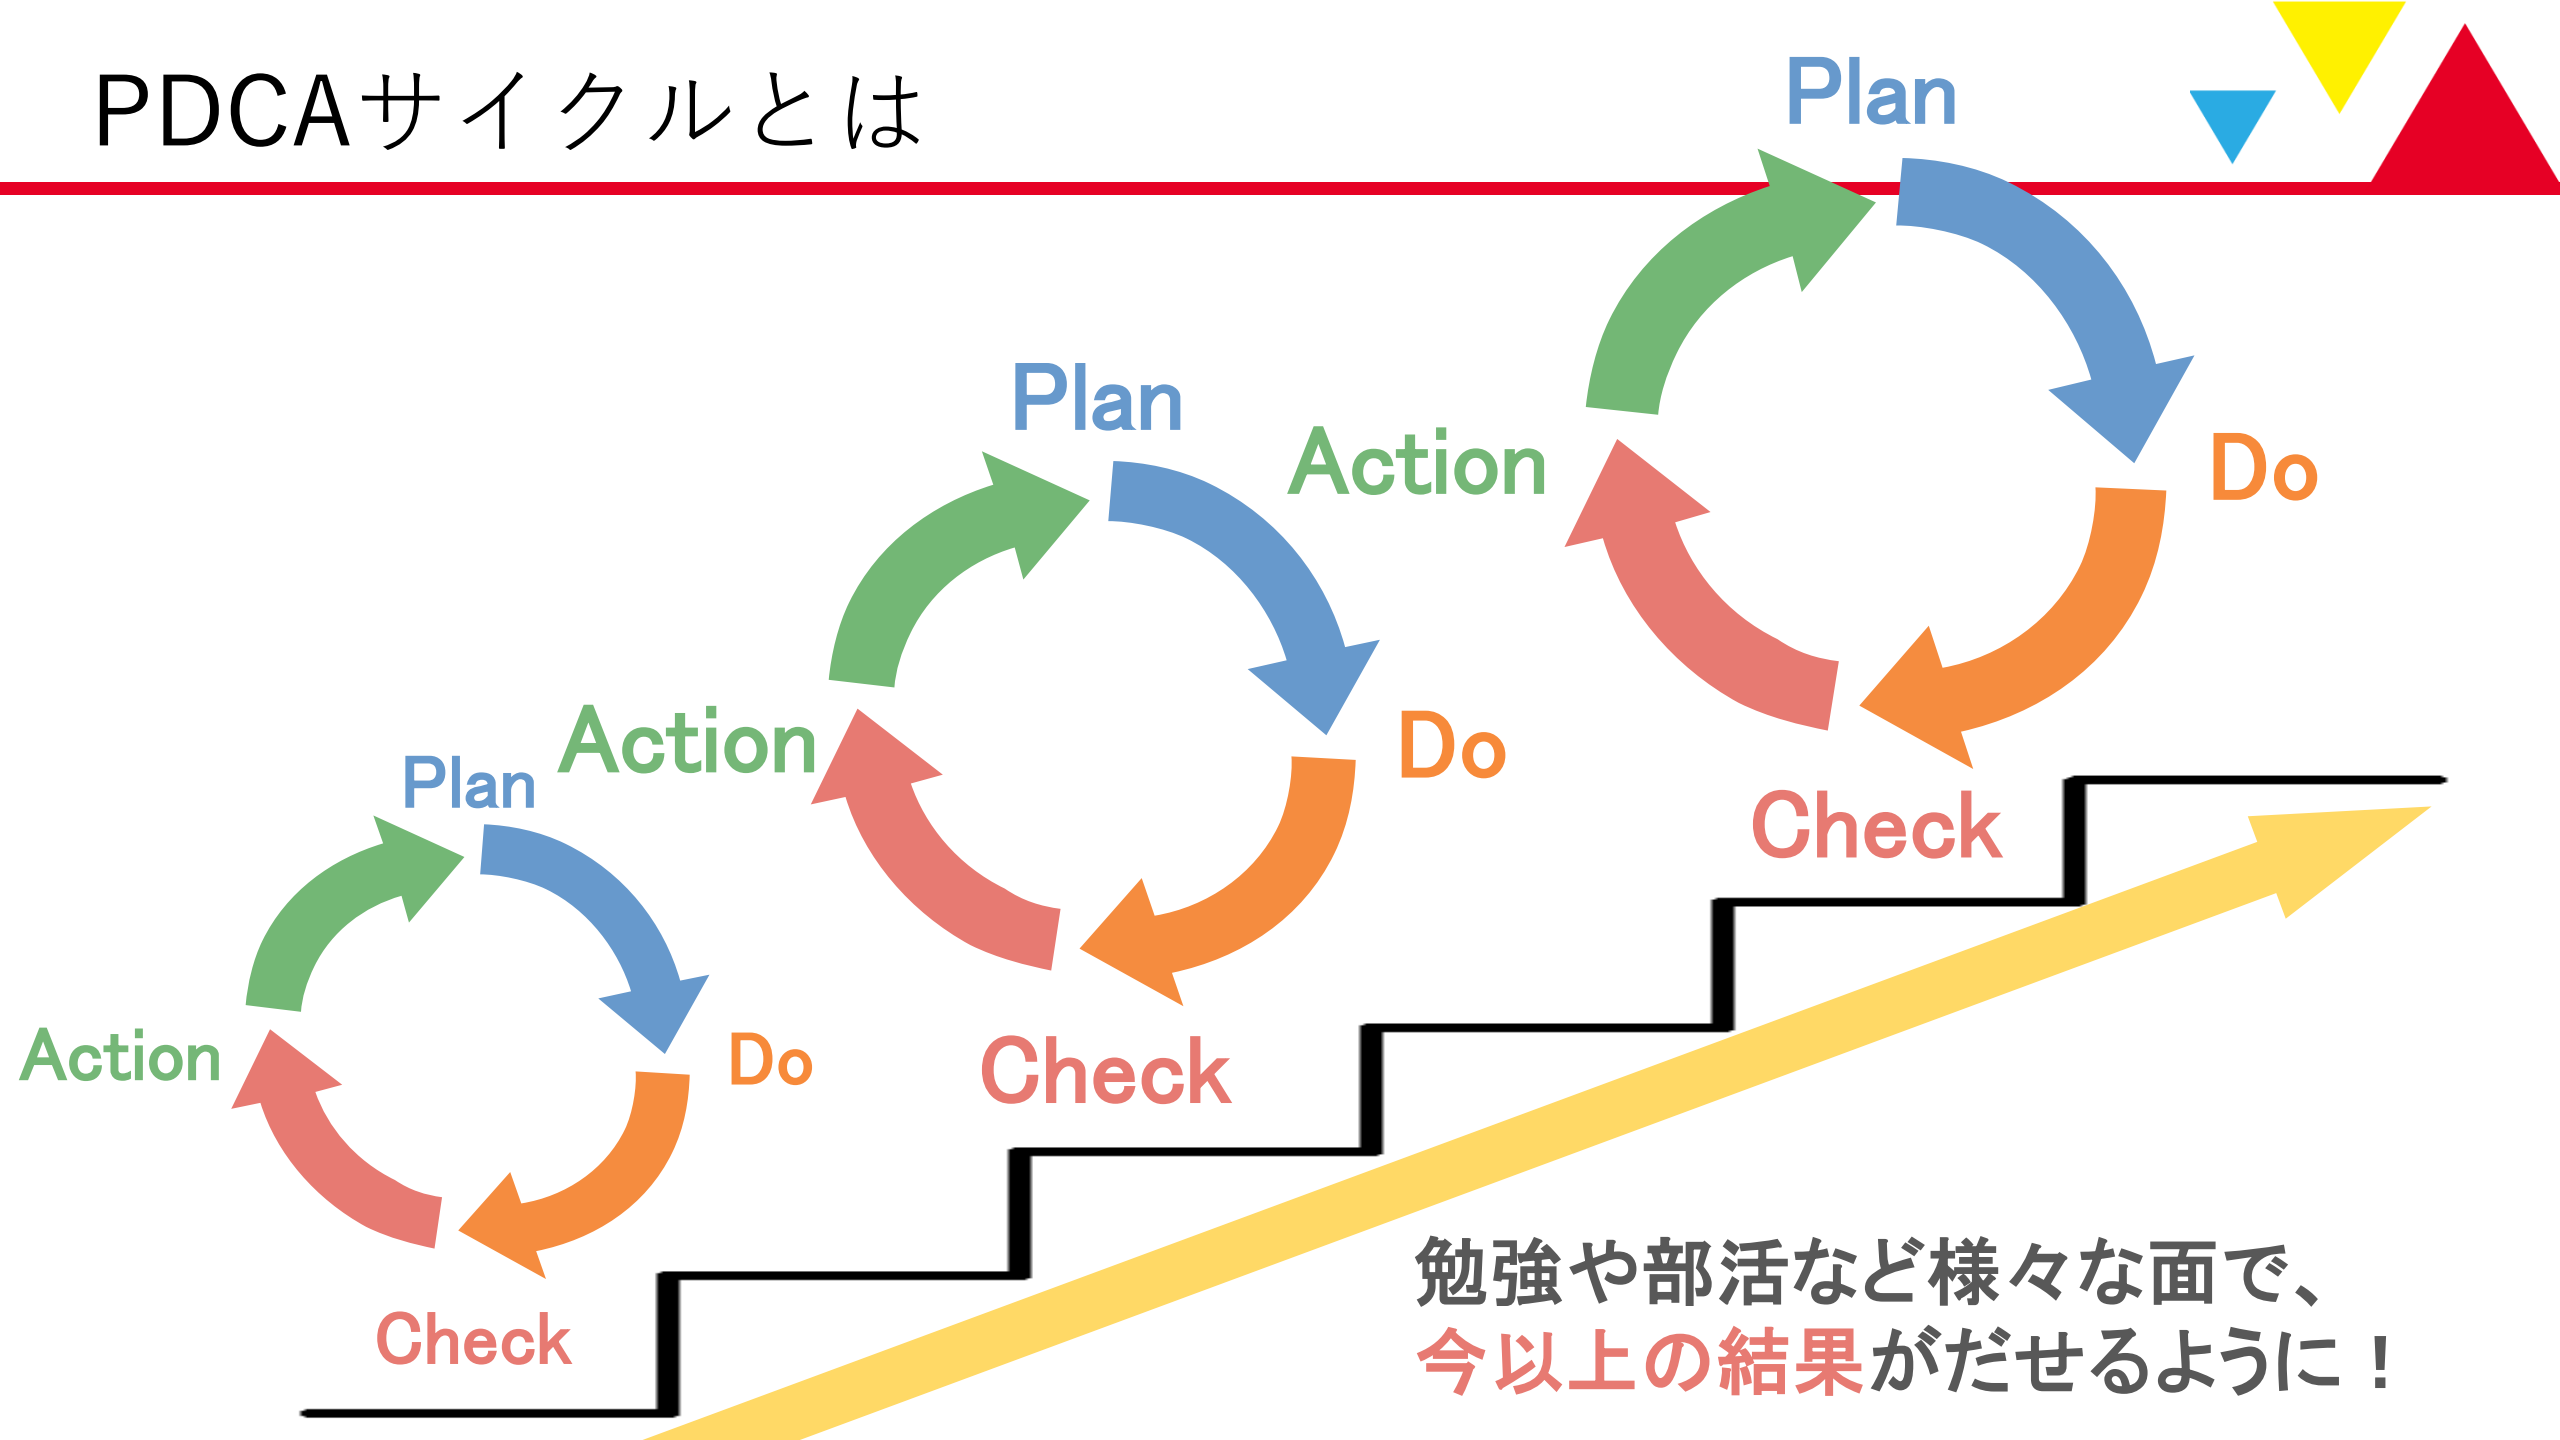 PDCAサイクルとは
Plan
Action
Do
Check
Plan
Action
Do
Check
Plan
Action
Do
Check
勉強や部活など様々な面で、
今以上の結果がだせるように！